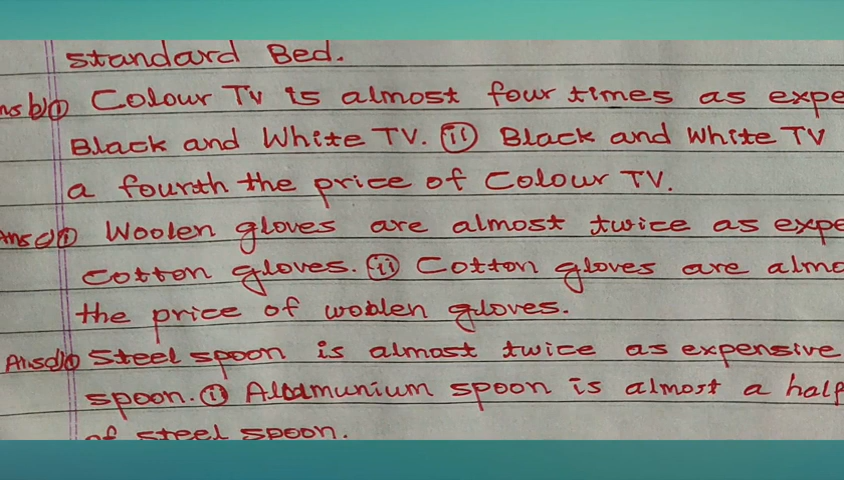 standard Bed.
Ans b) i Colour Tv is almost four times as expe
Black and White TV. ii Black and White TV
a fourth the price of Colour TV.
Ans c) i Woolen gloves are almost twice as expe
cotton gloves. ii Cotton gloves are almo
the price of woolen gloves.
Ans d) i Steel spoon is almost twice as expensive
spoon. ii Alamunium spoon is almost a half
of steel spoon.